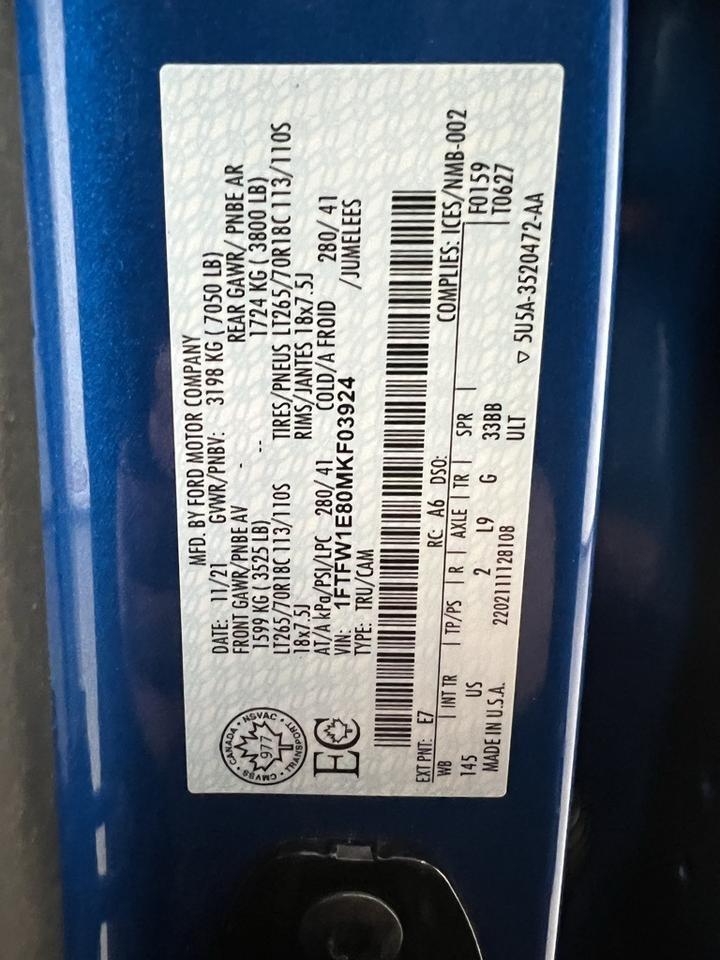 MFD. BY FORD MOTOR COMPANY
DATE: 11/21 GVWR/PNBV: 3198 KG ( 7050 LB)
FRONT GAWR/PNBE AV - REAR GAWR/ PNBE AR
1599 KG ( 3525 LB) -- 1724 KG ( 3800 LB)
LT265/70R18C 113/110S TIRES/PNEUS LT265/70R18C 113/110S
18x7.5J RIMS/JANTES 18x7.5J
AT/A kPa/PSI/LPC 280/ 41 COLD/A FROID 280/ 41
VIN: 1FTFW1E80MKF03924 /JUMELEES
TYPE: TRU/CAM
CANADA • NSVAC • TRANSPORT • CMVSS •
977
EC
EXT PNT: E7 RC: A6 DSO: COMPLIES: ICES/NMB-002
WB | INT TR | TP/PS | R | AXLE | TR | SPR | F0159
145 US 2 L9 G 33BB T0627
MADE IN U.S.A. 2202111128108 ULT
▽ 5U5A-3520472-AA